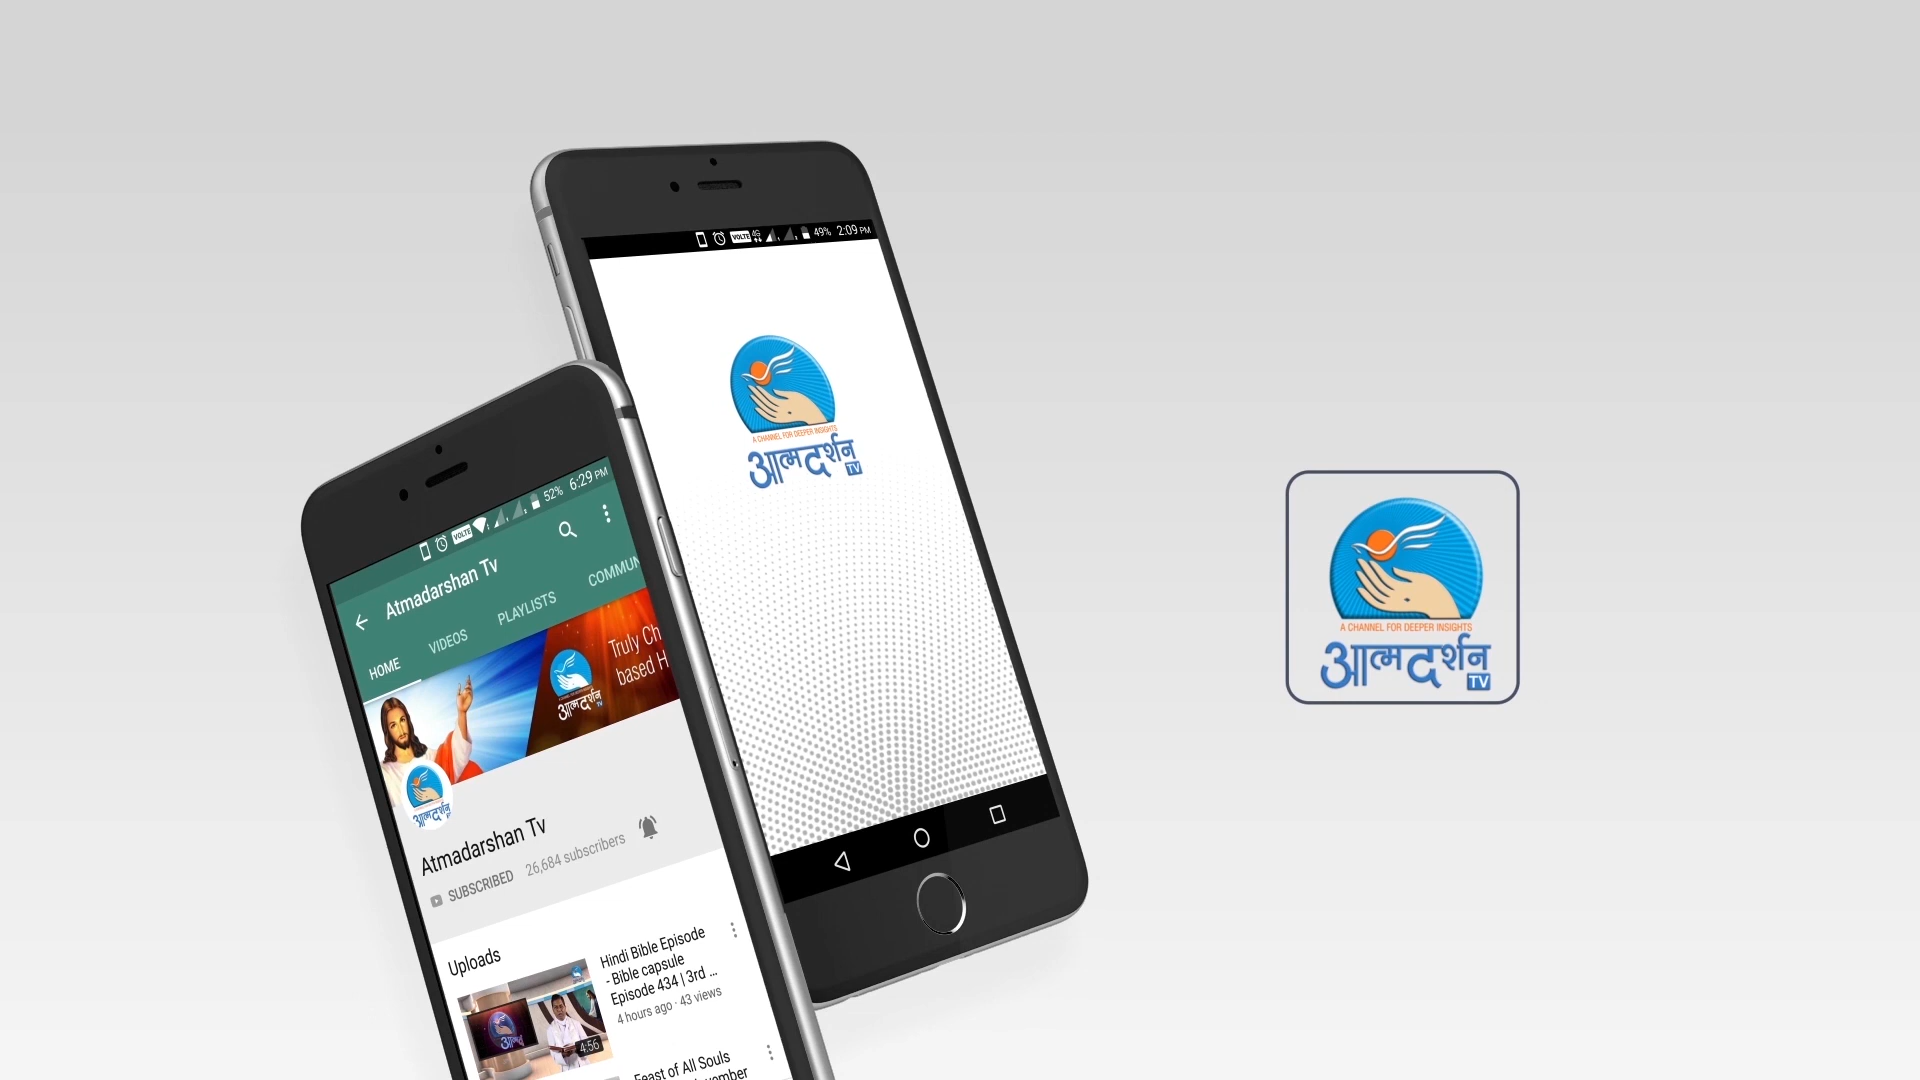 VOLTE 4G 49% 2:09 PM
A CHANNEL FOR DEEPER INSIGHTS
आत्मदर्शन
TV
VOLTE 52% 6:29 PM
Atmadarshan Tv
HOME VIDEOS PLAYLISTS COMMUN
Truly Ch
based H
आत्मदर्शन
आत्मदर्शन
Atmadarshan Tv
SUBSCRIBED 26,684 subscribers
Uploads
Hindi Bible Episode
- Bible capsule
Episode 434 | 3rd ...
4 hours ago · 43 views
4:56
Feast of All Souls
A CHANNEL FOR DEEPER INSIGHTS
आत्मदर्शन
TV